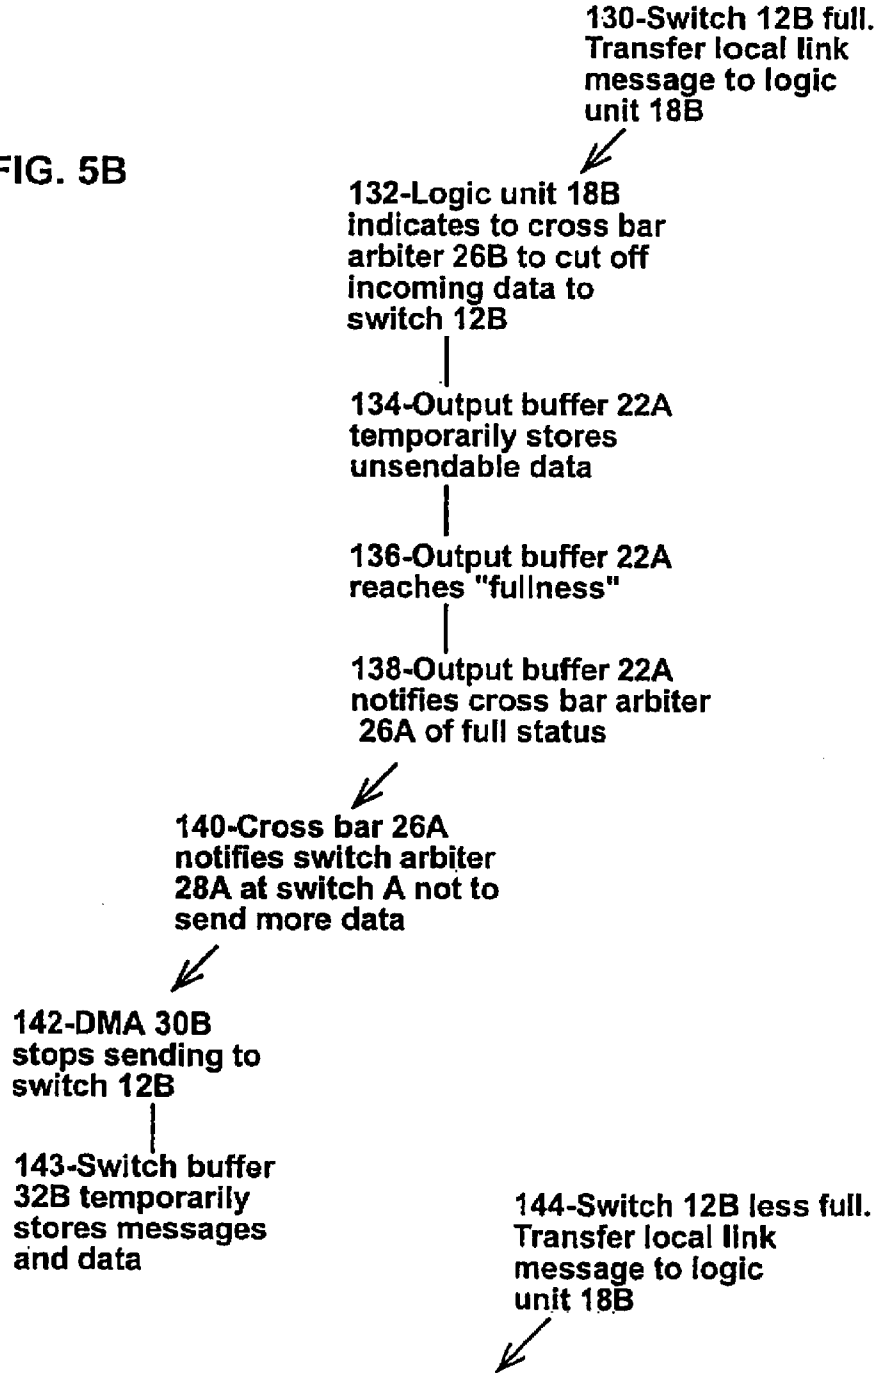 130-Switch 12B full.
Transfer local link
message to logic
unit 18B
FIG. 5B
132-Logic unit 18B
indicates to cross bar
arbiter 26B to cut off
incoming data to
switch 12B
134-Output buffer 22A
temporarily stores
unsendable data
136-Output buffer 22A
reaches "fullness"
138-Output buffer 22A
notifies cross bar arbiter
26A of full status
140-Cross bar 26A
notifies switch arbiter
28A at switch A not to
send more data
142-DMA 30B
stops sending to
switch 12B
143-Switch buffer
32B temporarily
stores messages
and data
144-Switch 12B less full.
Transfer local link
message to logic
unit 18B